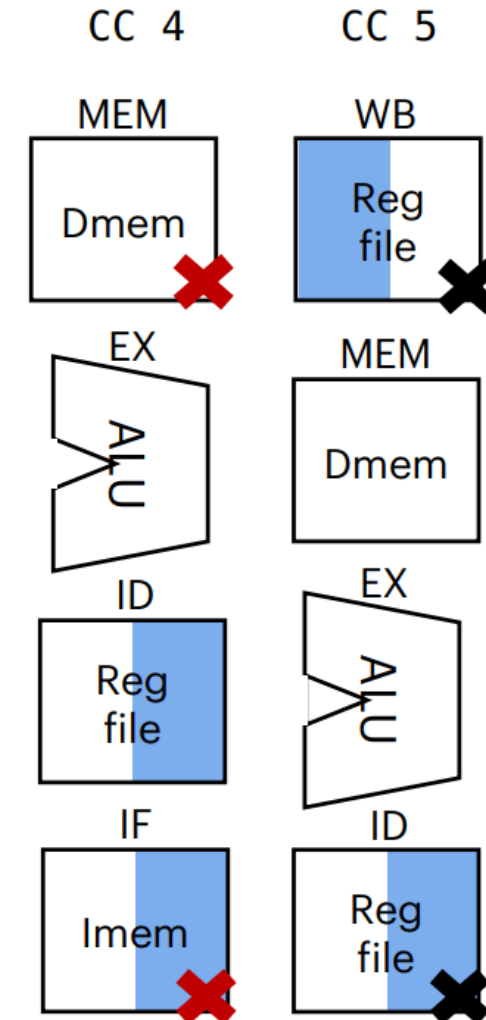 CC 4 CC 5
MEM WB
Dmem Reg file
EX MEM
ALU Dmem
ID EX
Reg file ALU
IF ID
Imem Reg file